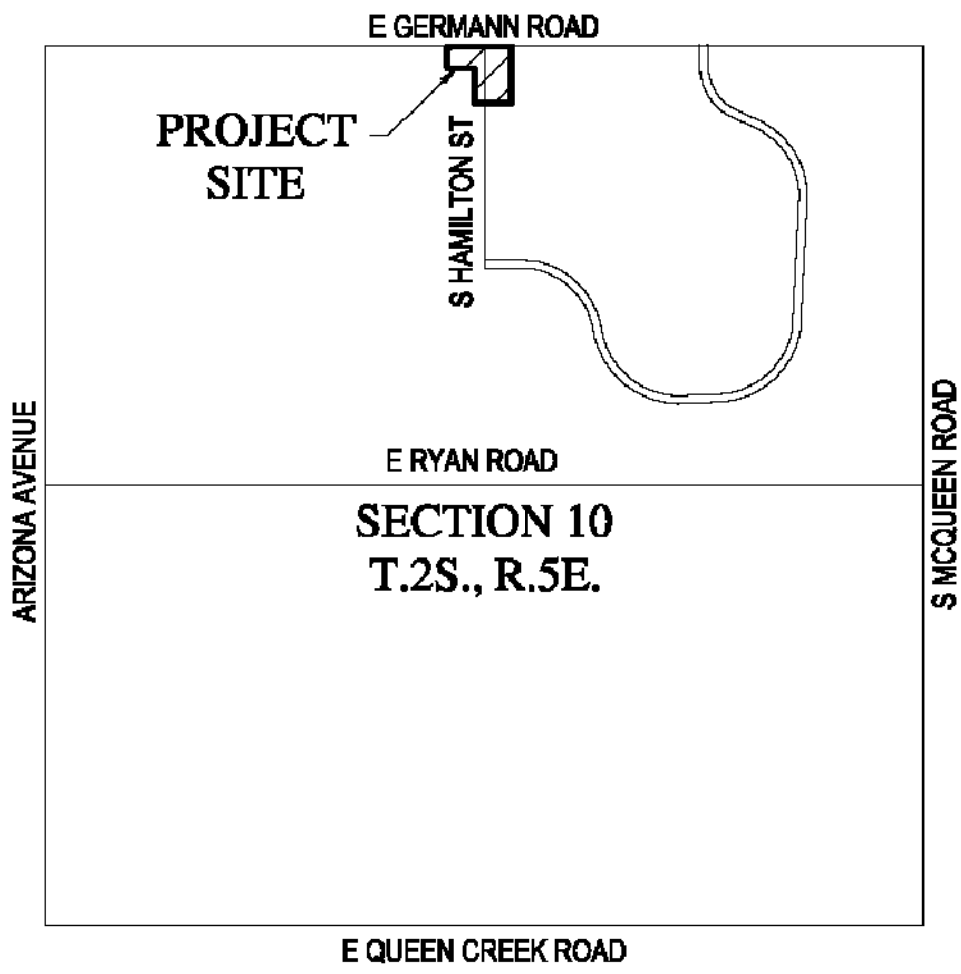 E GERMANN ROAD
PROJECT
SITE
S HAMILTON ST
ARIZONA AVENUE
S MCQUEEN ROAD
E RYAN ROAD
SECTION 10
T.2S., R.5E.
E QUEEN CREEK ROAD